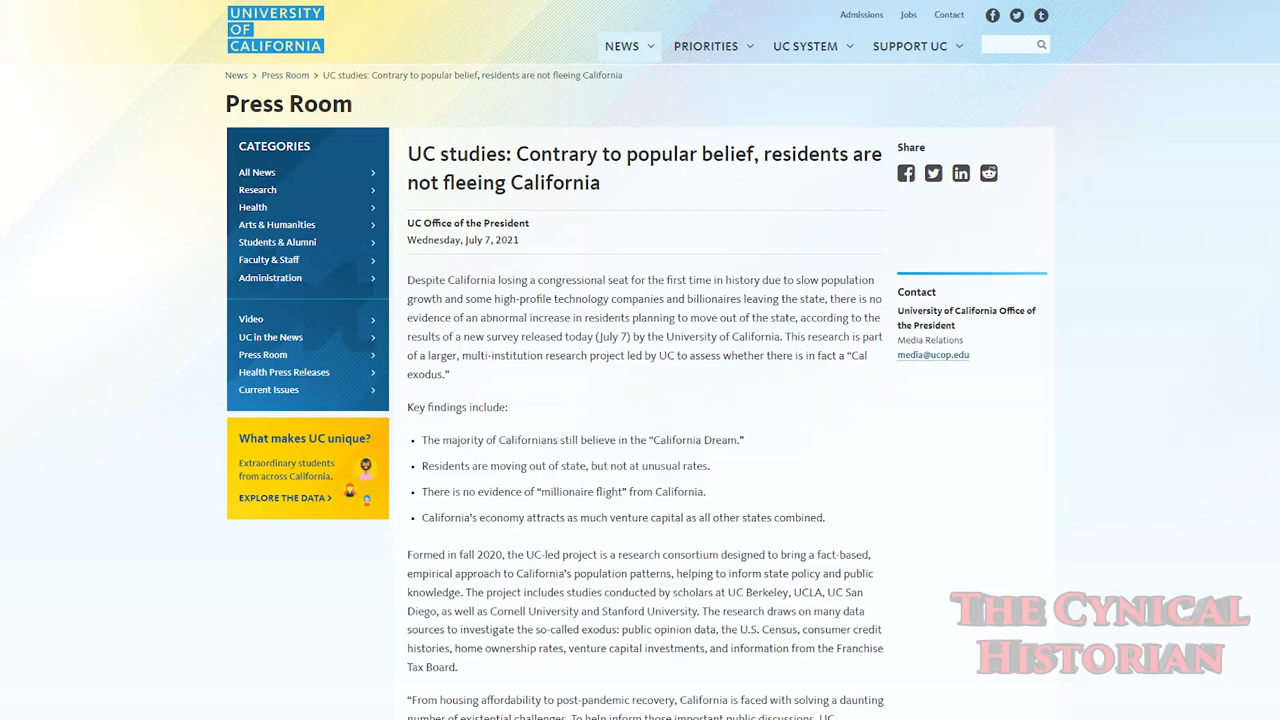 UNIVERSITY
OF
CALIFORNIA
Admissions Jobs Contact
NEWS PRIORITIES UC SYSTEM SUPPORT UC
News > Press Room > UC studies: Contrary to popular belief, residents are not fleeing California
Press Room
CATEGORIES
All News
Research
Health
Arts & Humanities
Students & Alumni
Faculty & Staff
Administration
Video
UC in the News
Press Room
Health Press Releases
Current Issues
What makes UC unique?
Extraordinary students
from across California.
EXPLORE THE DATA >
UC studies: Contrary to popular belief, residents are
not fleeing California
UC Office of the President
Wednesday, July 7, 2021
Despite California losing a congressional seat for the first time in history due to slow population
growth and some high-profile technology companies and billionaires leaving the state, there is no
evidence of an abnormal increase in residents planning to move out of the state, according to the
results of a new survey released today (July 7) by the University of California. This research is part
of a larger, multi-institution research project led by UC to assess whether there is in fact a “Cal
exodus.”
Key findings include:
• The majority of Californians still believe in the “California Dream.”
• Residents are moving out of state, but not at unusual rates.
• There is no evidence of “millionaire flight” from California.
• California’s economy attracts as much venture capital as all other states combined.
Formed in fall 2020, the UC-led project is a research consortium designed to bring a fact-based,
empirical approach to California’s population patterns, helping to inform state policy and public
knowledge. The project includes studies conducted by scholars at UC Berkeley, UCLA, UC San
Diego, as well as Cornell University and Stanford University. The research draws on many data
sources to investigate the so-called exodus: public opinion data, the U.S. Census, consumer credit
histories, home ownership rates, venture capital investments, and information from the Franchise
Tax Board.
“From housing affordability to post-pandemic recovery, California is faced with solving a daunting
number of existential challenges. To help inform those important public discussions, UC
Share
Contact
University of California Office of
the President
Media Relations
media@ucop.edu
THE CYNICAL
HISTORIAN